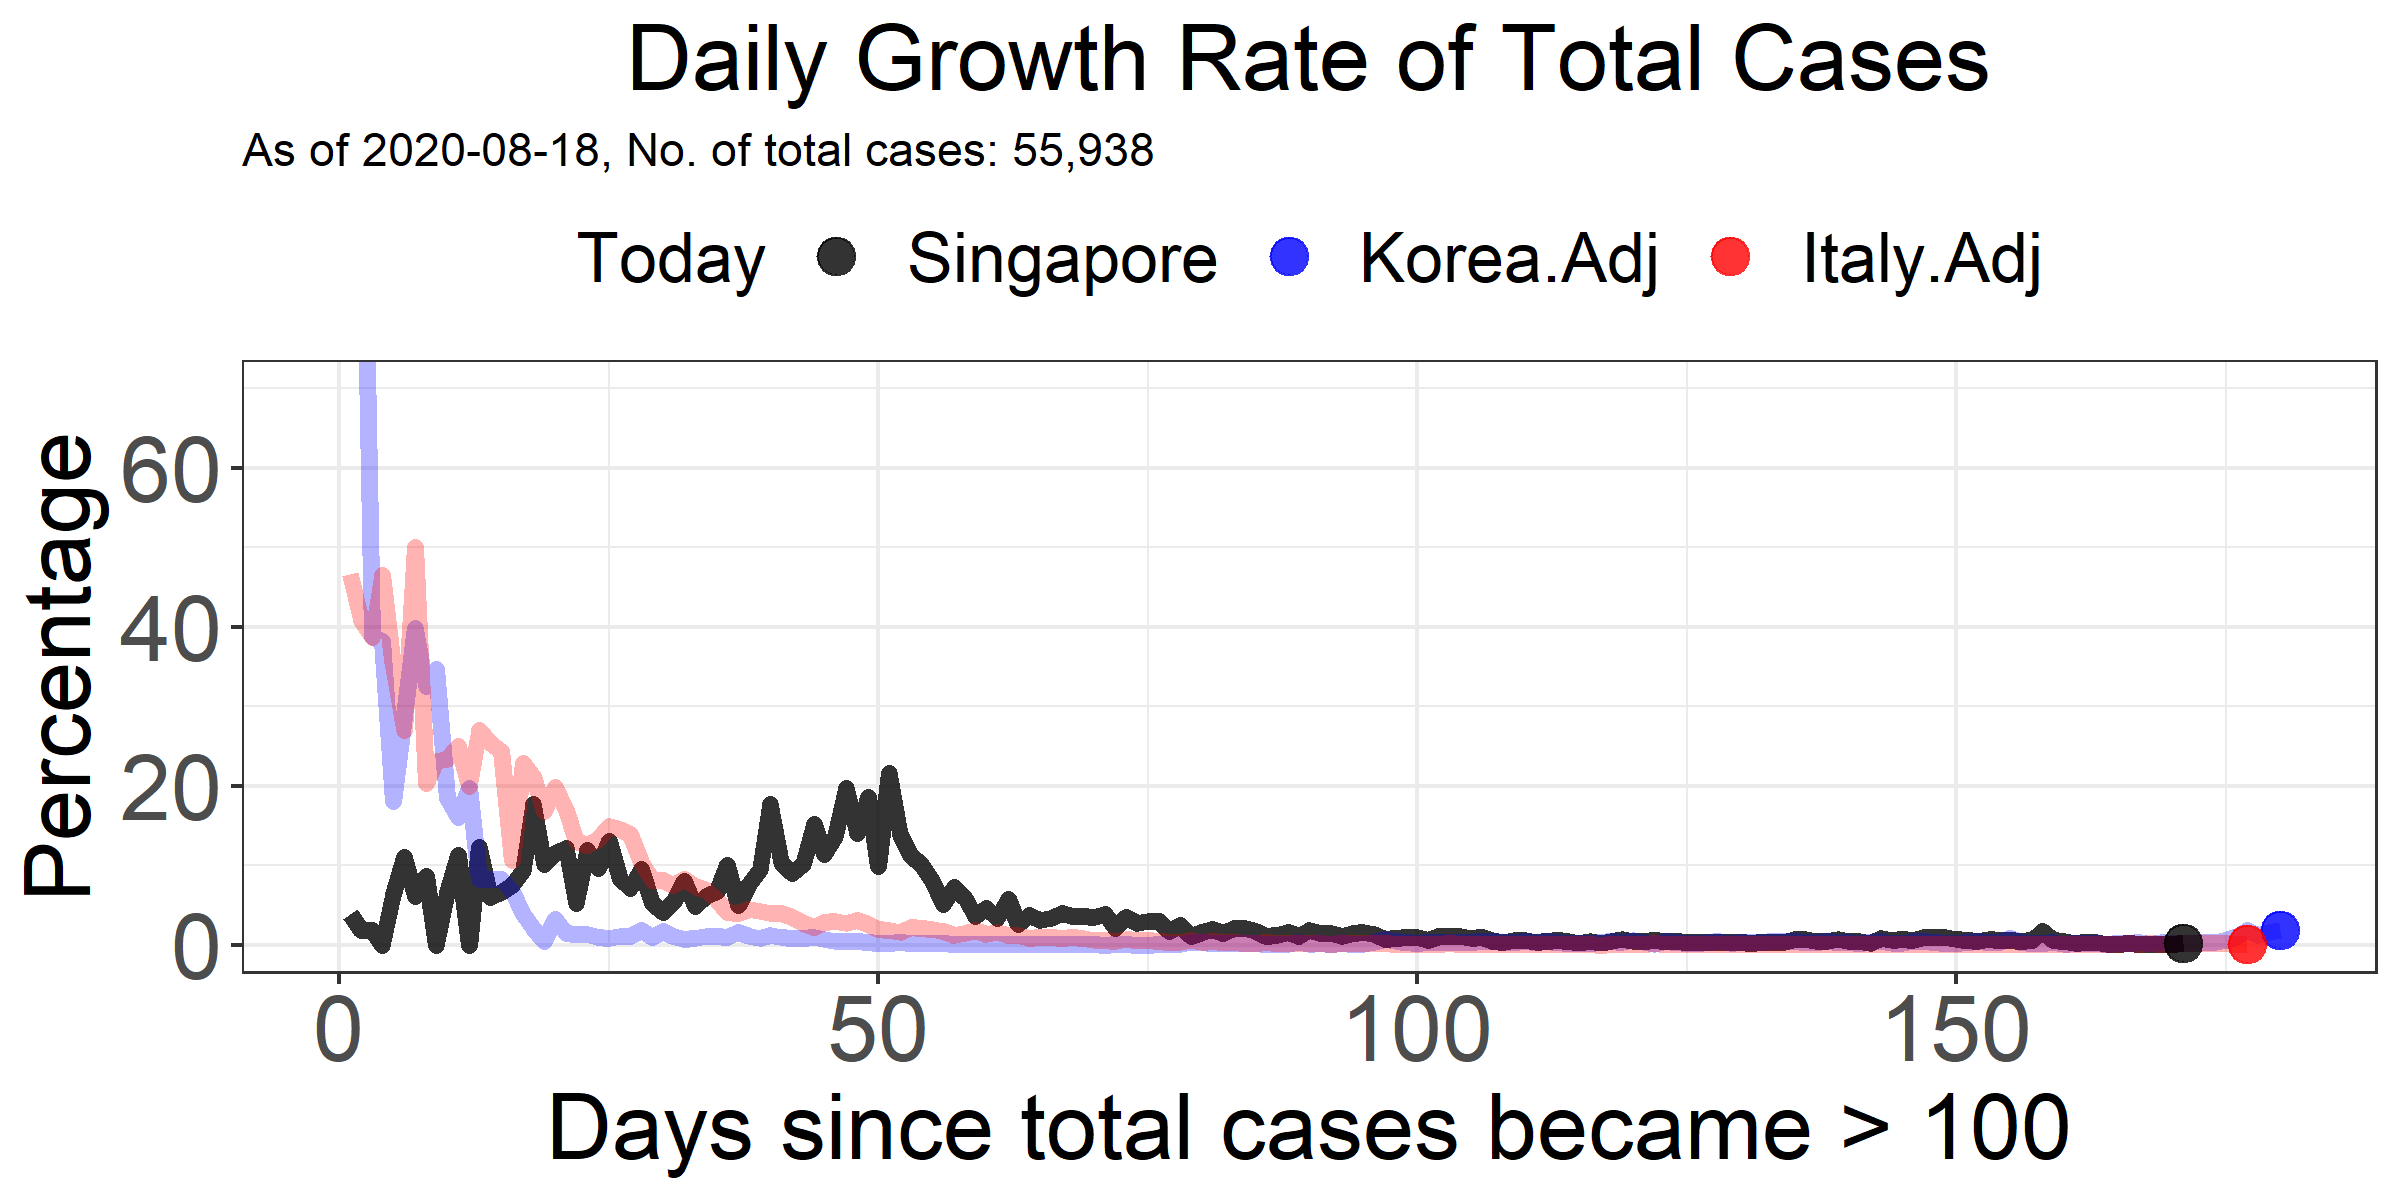 Daily Growth Rate of Total Cases
As of 2020-08-18, No. of total cases: 55,938
Today Singapore Korea.Adj Italy.Adj
Percentage
60
40
20
0
0 50 100 150
Days since total cases became > 100